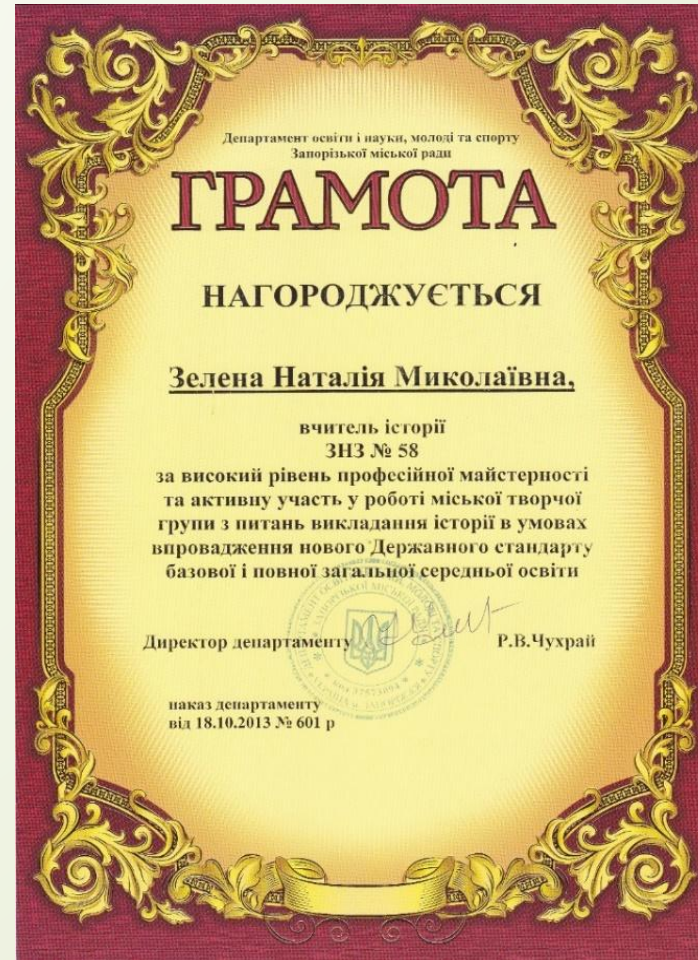 Департамент освіти і науки, молоді та спорту
Запорізької міської ради
ГРАМОТА
НАГОРОДЖУЄТЬСЯ
Зелена Наталія Миколаївна,
вчитель історії
ЗНЗ № 58
за високий рівень професійної майстерності
та активну участь у роботі міської творчої
групи з питань викладання історії в умовах
впровадження нового Державного стандарту
базової і повної загальної середньої освіти
Директор департаменту Р.В.Чухрай
наказ департаменту
від 18.10.2013 № 601 р